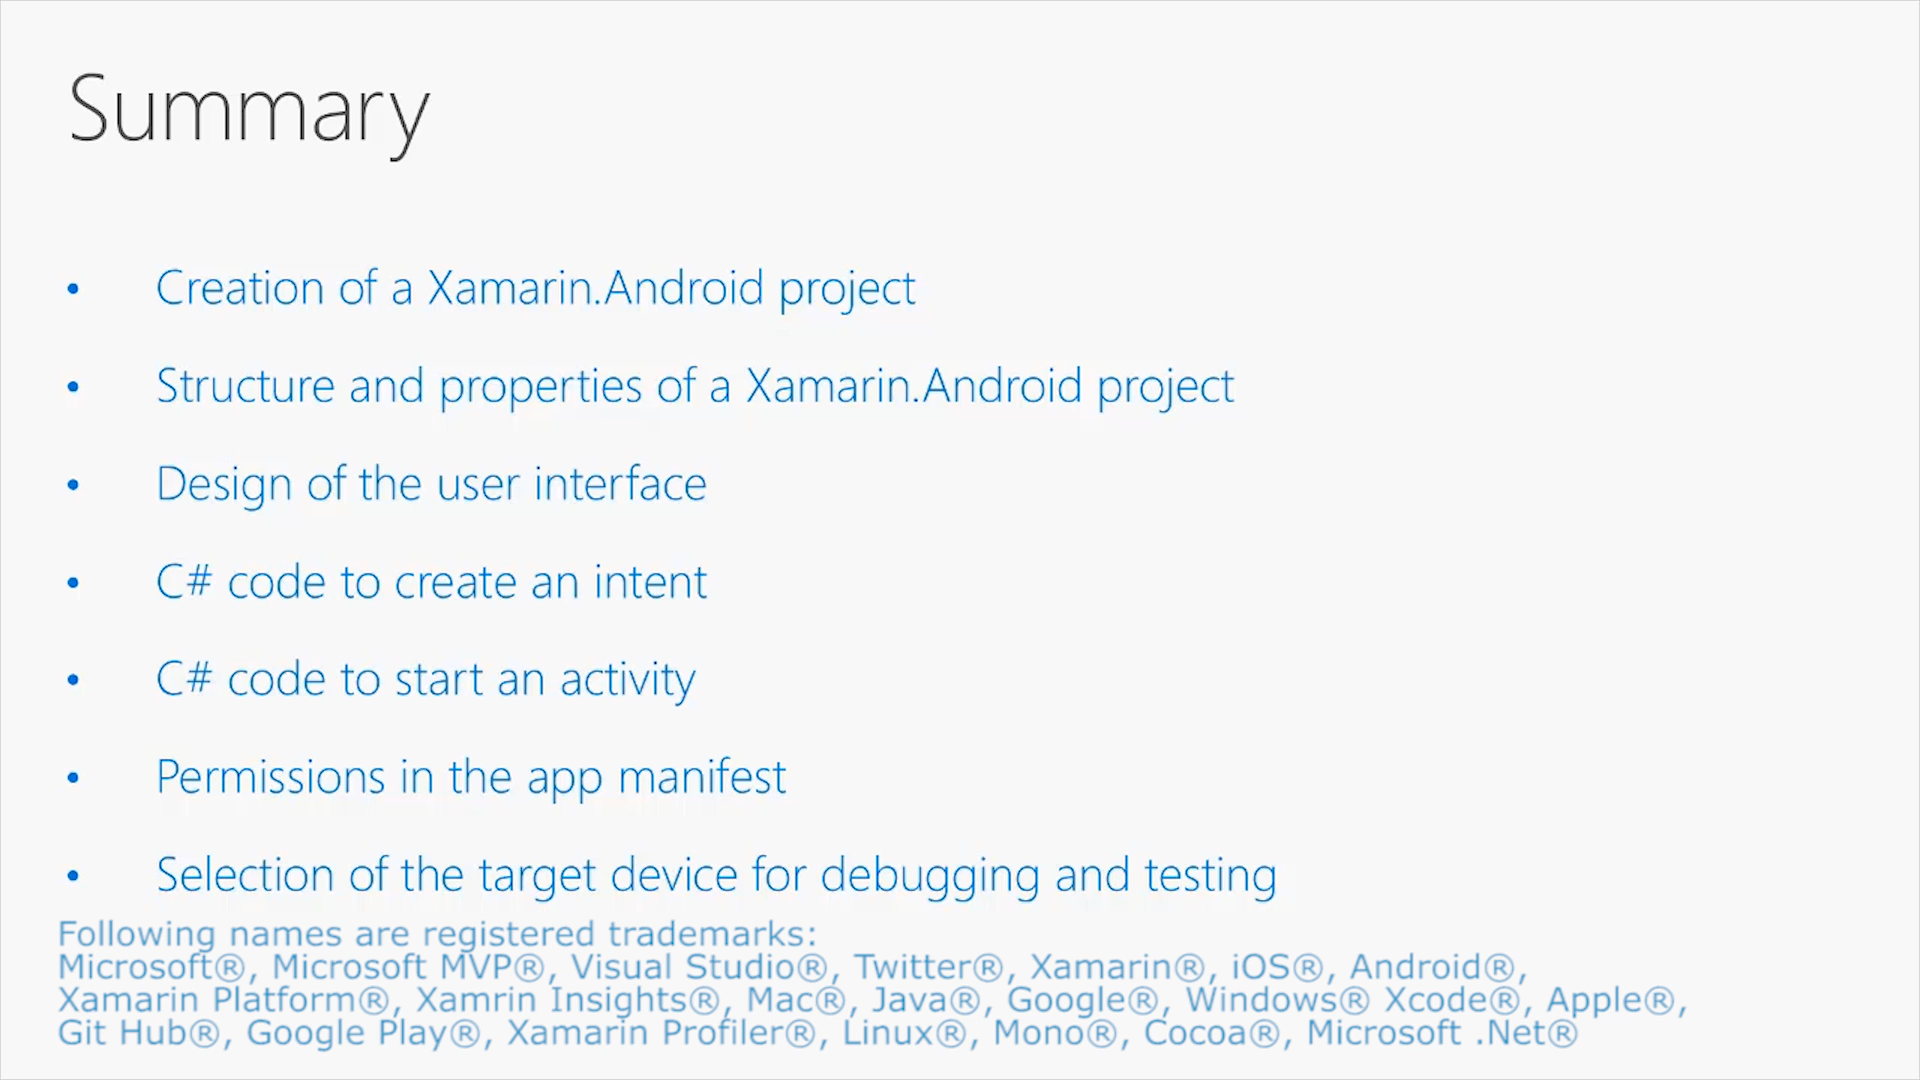 Summary
• Creation of a Xamarin.Android project
• Structure and properties of a Xamarin.Android project
• Design of the user interface
• C# code to create an intent
• C# code to start an activity
• Permissions in the app manifest
• Selection of the target device for debugging and testing
Following names are registered trademarks:
Microsoft®, Microsoft MVP®, Visual Studio®, Twitter®, Xamarin®, iOS®, Android®,
Xamarin Platform®, Xamrin Insights®, Mac®, Java®, Google®, Windows® Xcode®, Apple®,
Git Hub®, Google Play®, Xamarin Profiler®, Linux®, Mono®, Cocoa®, Microsoft .Net®